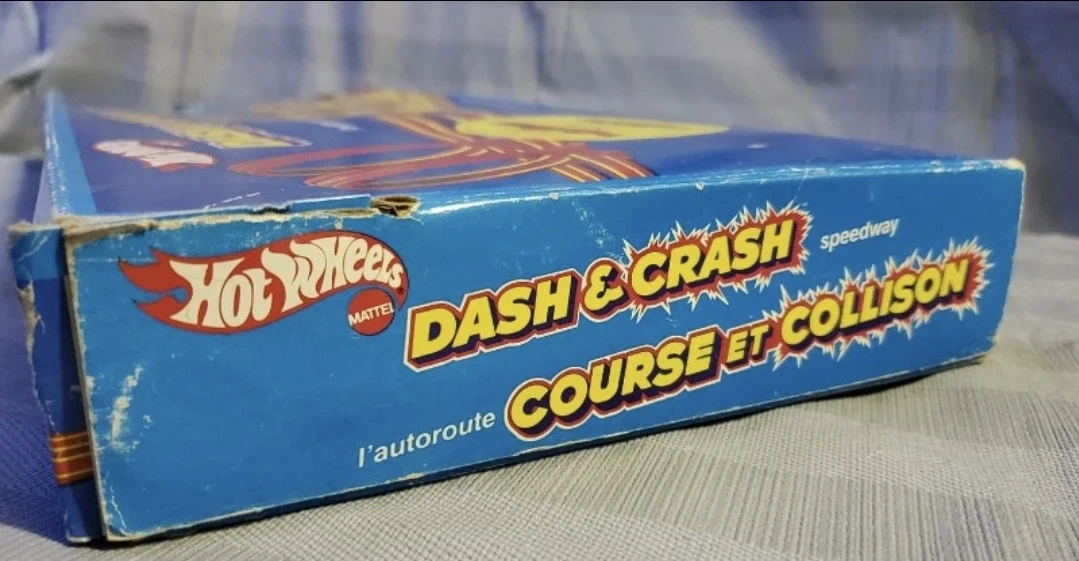 Hot Wheels
MATTEL
DASH & CRASH speedway
l'autoroute COURSE ET COLLISON